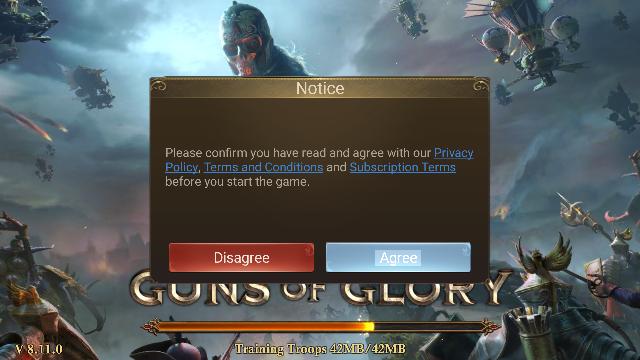 Notice
Please confirm you have read and agree with our Privacy
Policy, Terms and Conditions and Subscription Terms
before you start the game.
Disagree
Agree
GUNS OF GLORY
V 8.11.0
Training Troops 42MB/42MB